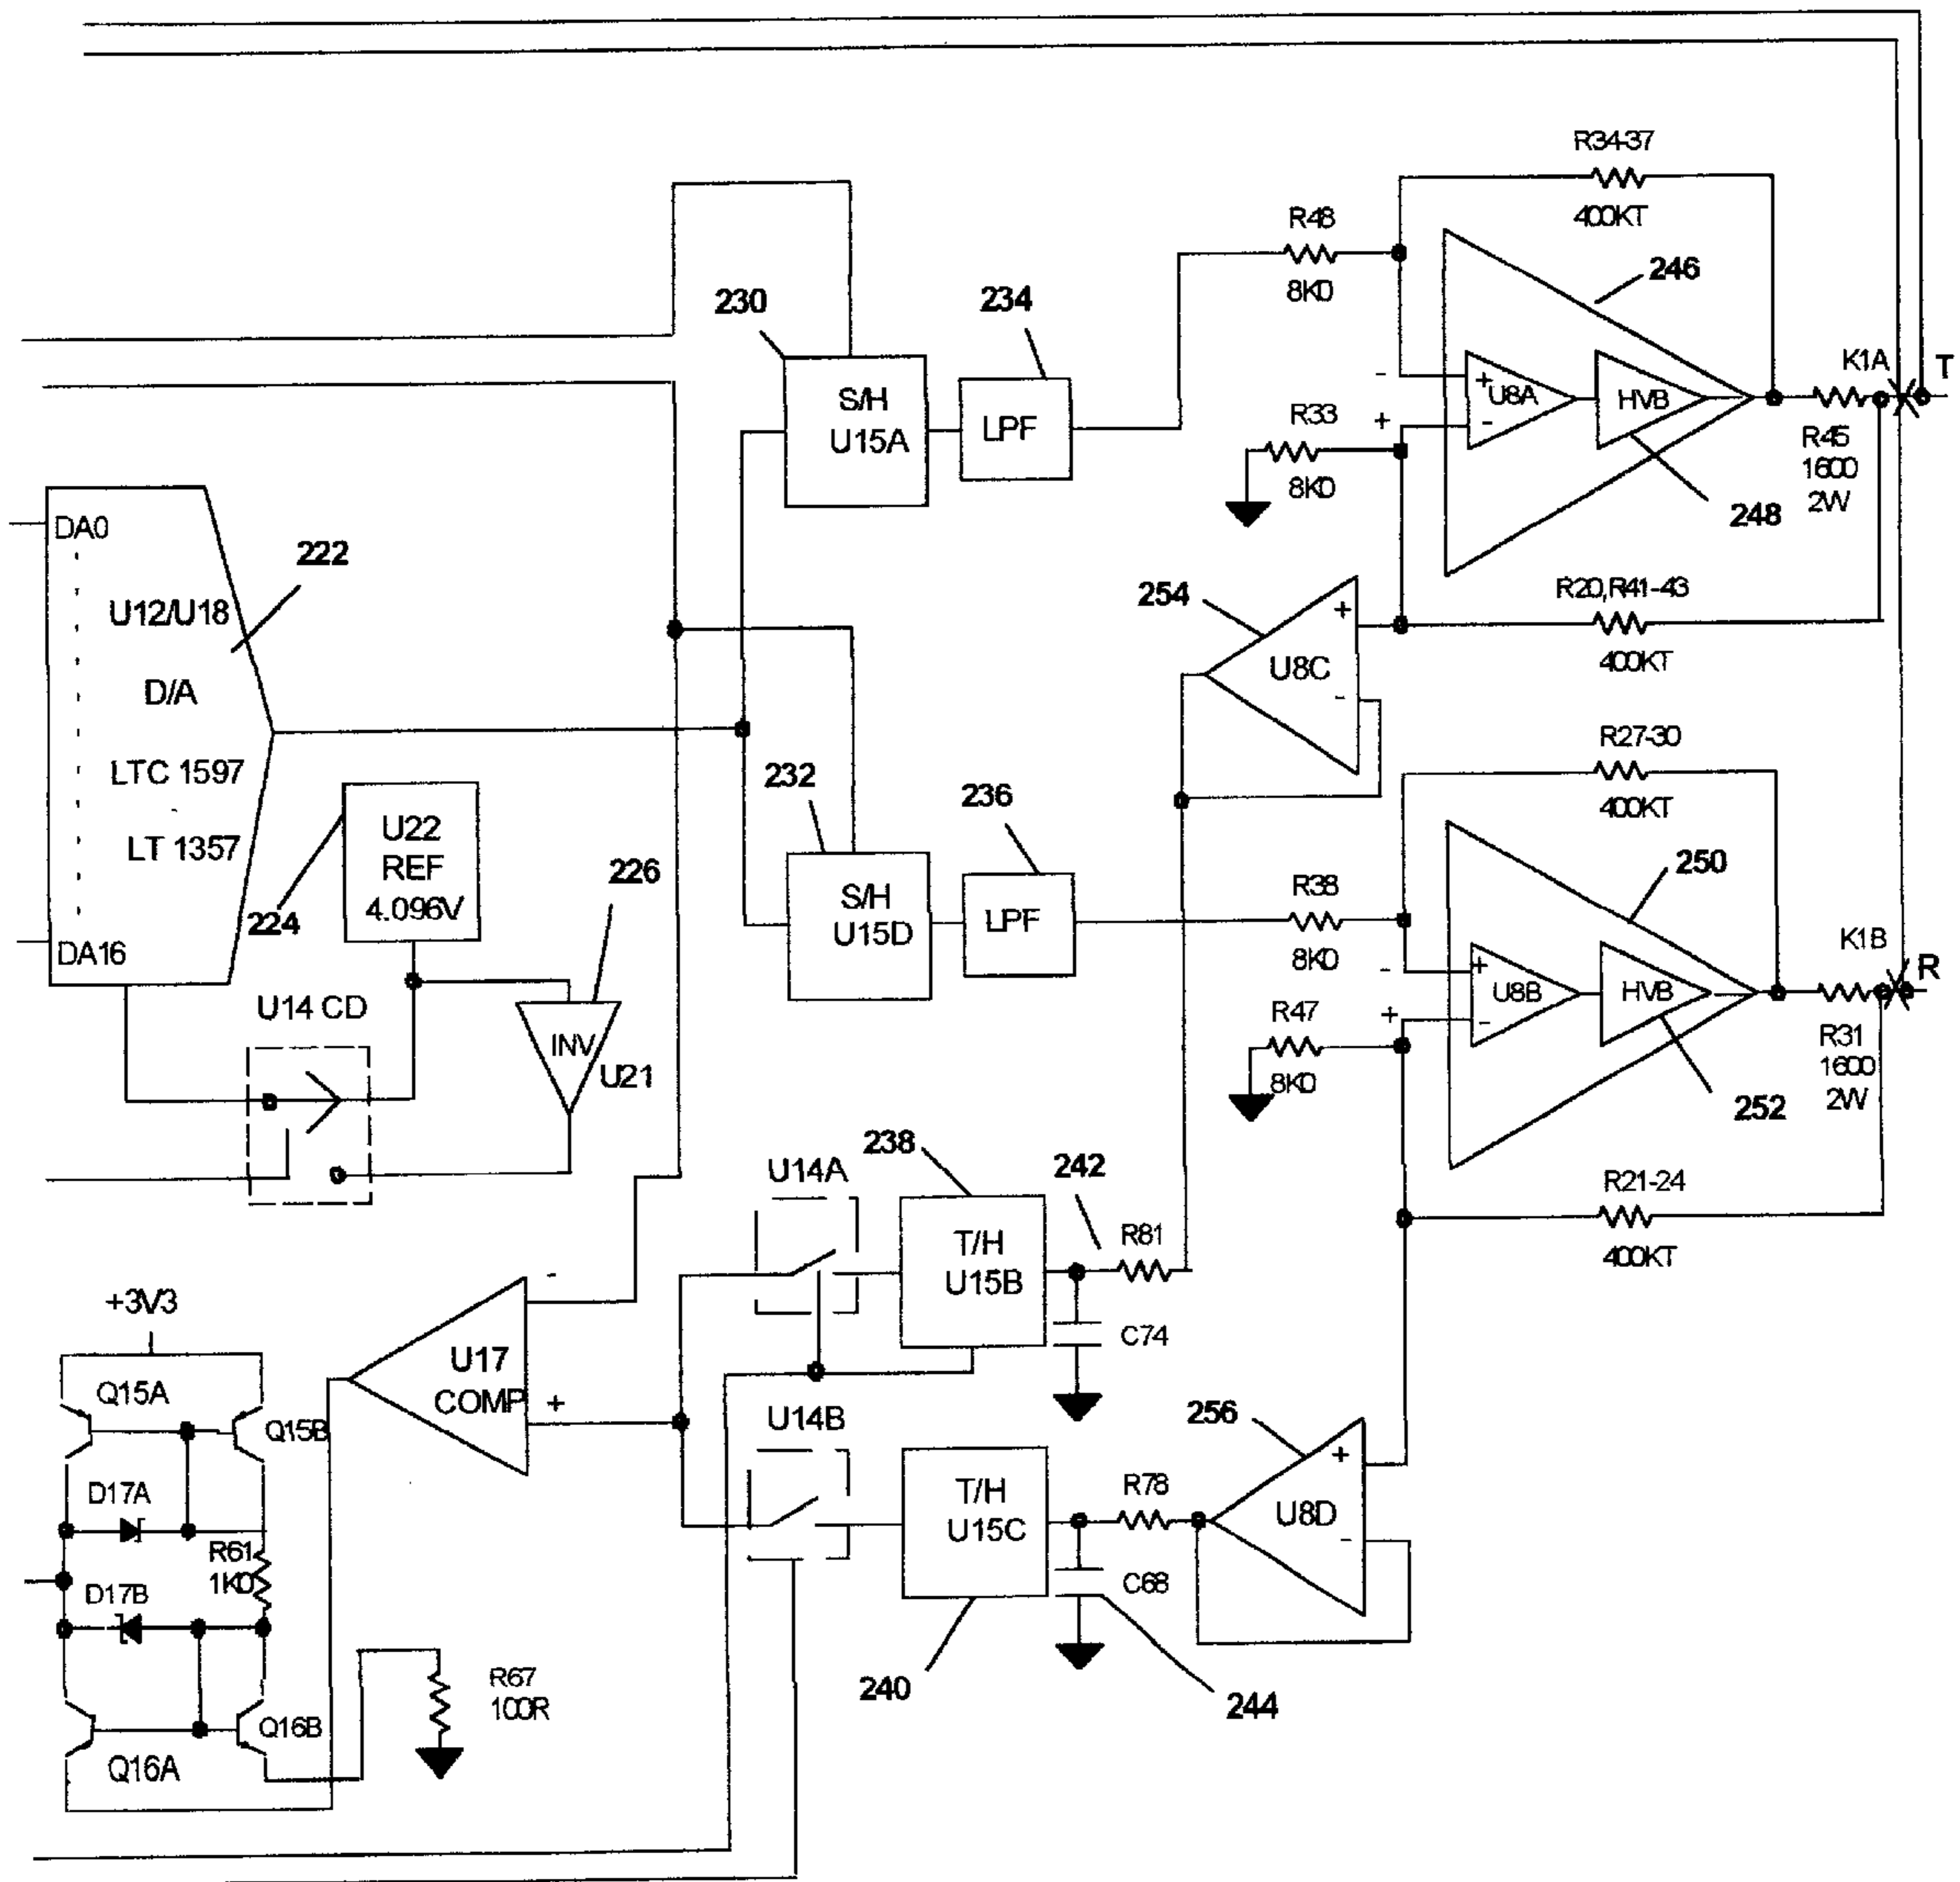 R34-37
400KT
R48
8K0
246
230
234
S/H
U15A
LPF
-
+
U8A
-
HVB
K1A
T
R33
8K0
+
R45
1600
2W
248
DA0
222
U12/U18
D/A
LTC 1597
LT 1357
DA16
254
+
U8C
-
R20,R41-43
400KT
R27-30
400KT
232
236
U22
REF
4.096V
224
226
S/H
U15D
LPF
R38
8K0
250
-
+
U8B
-
HVB
K1B
R
R47
8K0
+
R31
1600
2W
252
U14 CD
INV
U21
U14A
238
242
T/H
U15B
R81
C74
R21-24
400KT
+3V3
Q15A
Q15B
-
U17
COMP
+
U14B
256
T/H
U15C
R78
+
U8D
-
D17A
R61
1K0
D17B
C68
240
244
R67
100R
Q16B
Q16A